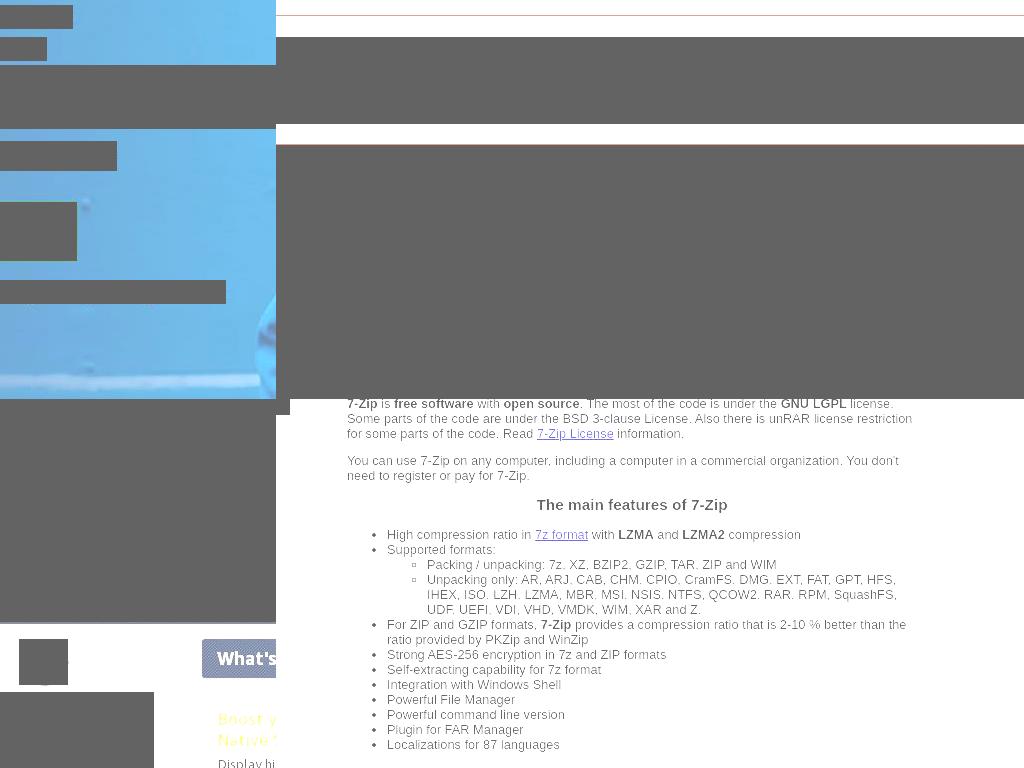 7-Zip is free software with open source. The most of the code is under the GNU LGPL license.
Some parts of the code are under the BSD 3-clause License. Also there is unRAR license restriction
for some parts of the code. Read 7-Zip License information.
You can use 7-Zip on any computer, including a computer in a commercial organization. You don't
need to register or pay for 7-Zip.
The main features of 7-Zip
• High compression ratio in 7z format with LZMA and LZMA2 compression
• Supported formats:
Packing / unpacking: 7z, XZ, BZIP2, GZIP, TAR, ZIP and WIM
Unpacking only: AR, ARJ, CAB, CHM, CPIO, CramFS, DMG, EXT, FAT, GPT, HFS,
IHEX, ISO, LZH, LZMA, MBR, MSI, NSIS, NTFS, QCOW2, RAR, RPM, SquashFS,
UDF, UEFI, VDI, VHD, VMDK, WIM, XAR and Z.
• For ZIP and GZIP formats, 7-Zip provides a compression ratio that is 2-10 % better than the
ratio provided by PKZip and WinZip
• Strong AES-256 encryption in 7z and ZIP formats
• Self-extracting capability for 7z format
• Integration with Windows Shell
• Powerful File Manager
• Powerful command line version
• Plugin for FAR Manager
• Localizations for 87 languages
What's
Boost y
Native
Display hi